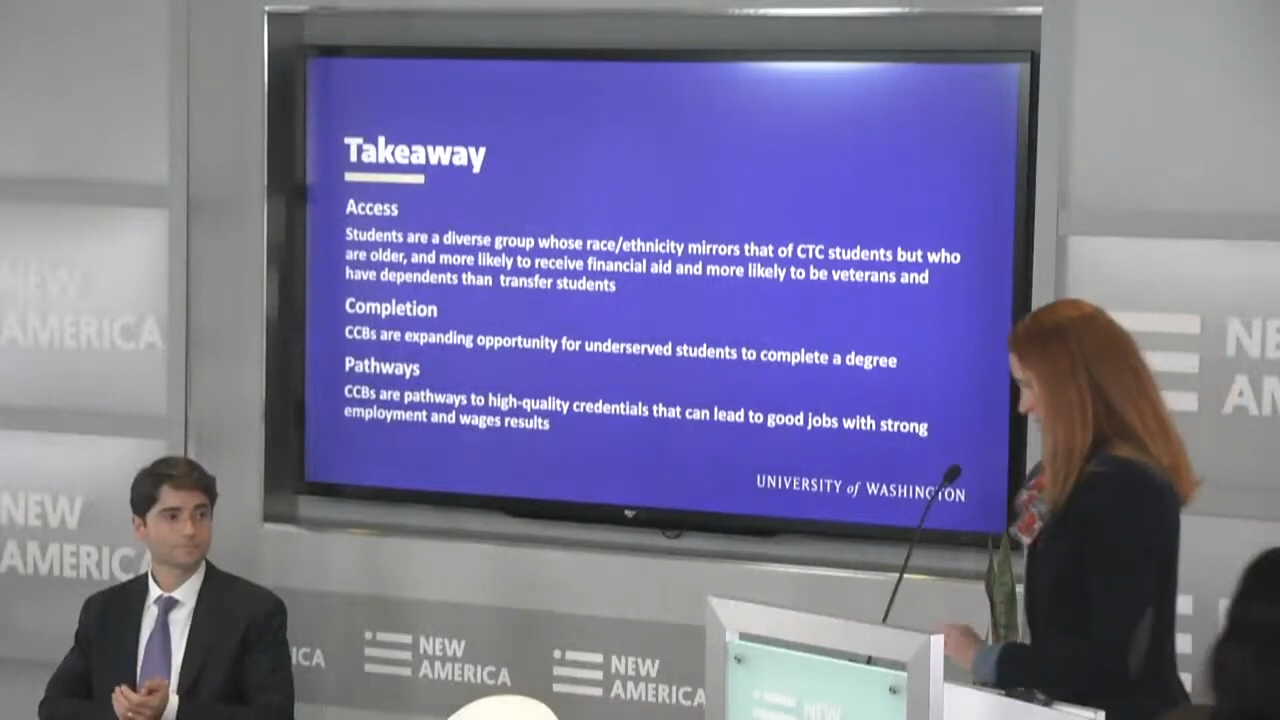 Takeaway
Access
Students are a diverse group whose race/ethnicity mirrors that of CTC students but who
are older, and more likely to receive financial aid and more likely to be veterans and
have dependents than transfer students
Completion
CCBs are expanding opportunity for underserved students to complete a degree
Pathways
CCBs are pathways to high-quality credentials that can lead to good jobs with strong
employment and wages results
UNIVERSITY of WASHINGTON
NEW
AMERICA
NEW
AMERICA
NE
AM
ICA
NEW
AMERICA
NEW
AMERICA
NEW